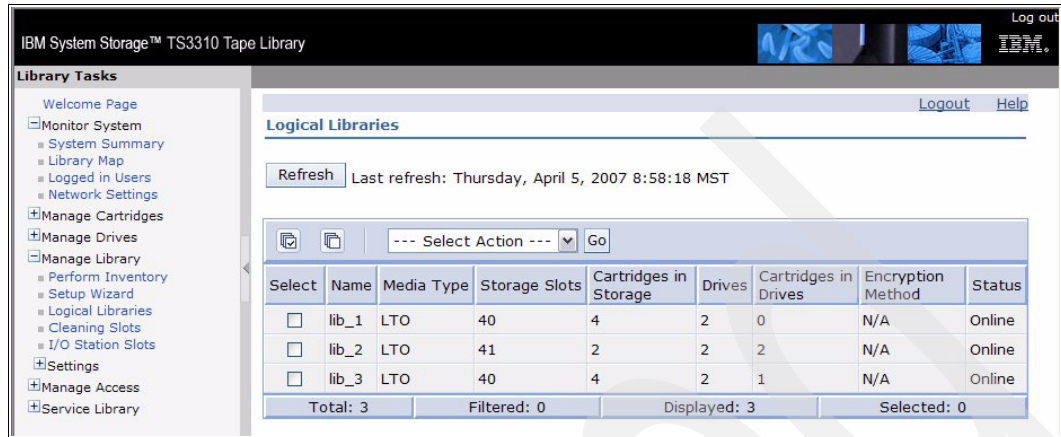 Log out
IBM System Storage™ TS3310 Tape Library
IBM.
Library Tasks
Welcome Page
Monitor System
System Summary
Library Map
Logged in Users
Network Settings
Manage Cartridges
Manage Drives
Manage Library
Perform Inventory
Setup Wizard
Logical Libraries
Cleaning Slots
I/O Station Slots
Settings
Manage Access
Service Library
Logout Help
Logical Libraries
Refresh Last refresh: Thursday, April 5, 2007 8:58:18 MST
--- Select Action --- Go
Select Name Media Type Storage Slots Cartridges in Storage Drives Cartridges in Drives Encryption Method Status
lib_1 LTO 40 4 2 0 N/A Online
lib_2 LTO 41 2 2 2 N/A Online
lib_3 LTO 40 4 2 1 N/A Online
Total: 3 Filtered: 0 Displayed: 3 Selected: 0